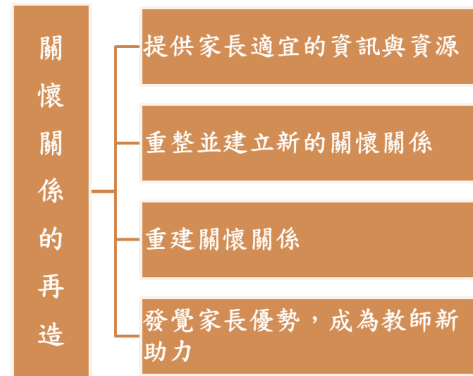 關懷關係的再造
提供家長適宜的資訊與資源
重整並建立新的關懷關係
重建關懷關係
發覺家長優勢，成為教師新
助力